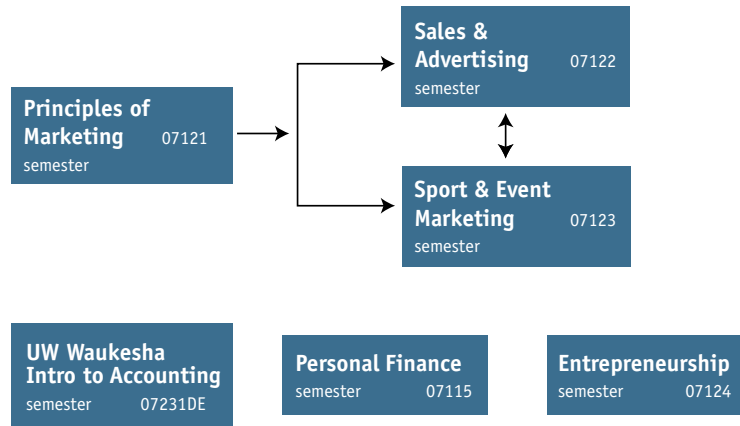 Sales &
Advertising 07122
semester
Principles of
Marketing 07121
semester
Sport & Event
Marketing 07123
semester
UW Waukesha
Intro to Accounting
semester 07231DE
Personal Finance
semester 07115
Entrepreneurship
semester 07124